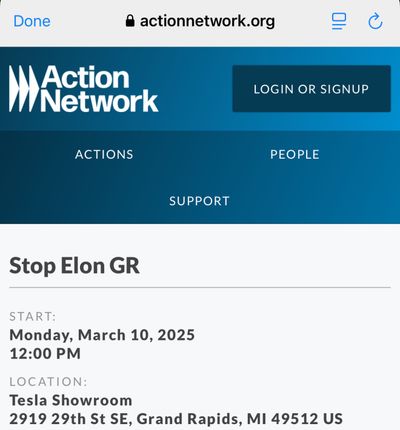 Done actionnetwork.org
Action
Network
LOGIN OR SIGNUP
ACTIONS PEOPLE
SUPPORT
Stop Elon GR
START:
Monday, March 10, 2025
12:00 PM
LOCATION:
Tesla Showroom
2919 29th St SE, Grand Rapids, MI 49512 US